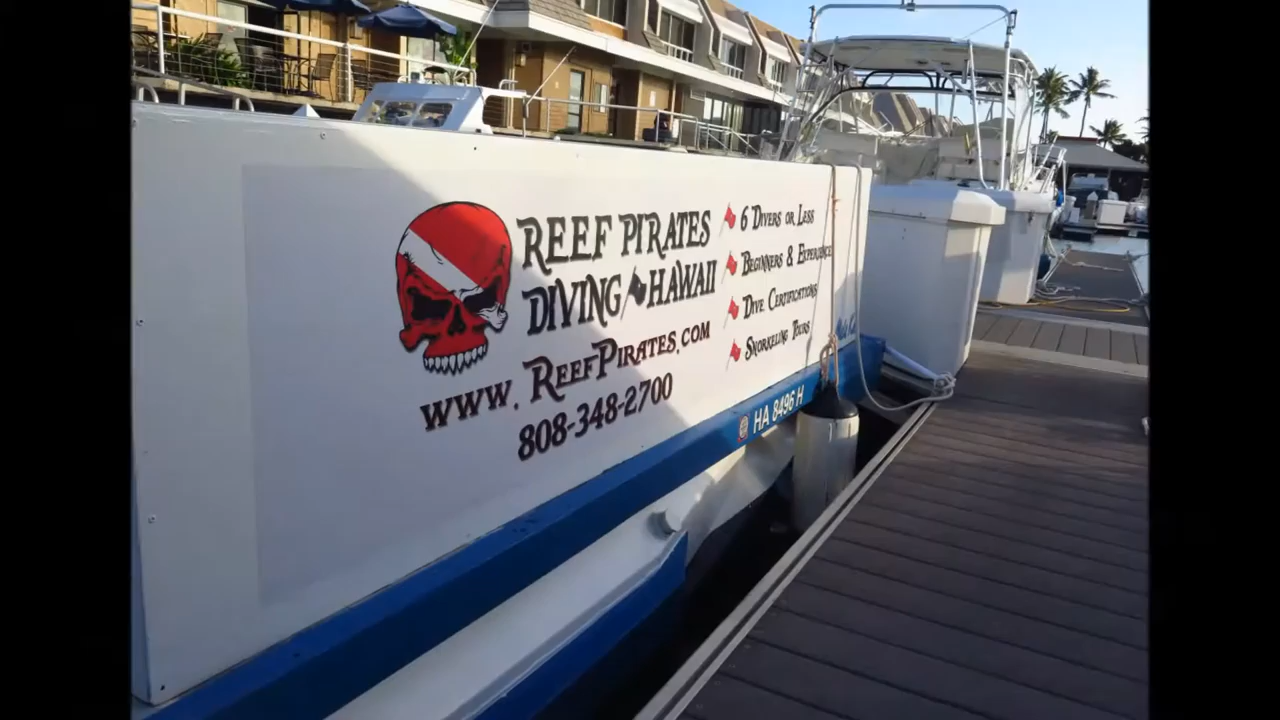 REEF PIRATES
DIVING HAWAII
WWW.REEFPIRATES.COM
808-348-2700
6 DIVERS OR LESS
BEGINNERS & EXPERIENCE
DIVE CERTIFICATIONS
SNORKELING TOURS
HA 8496 H